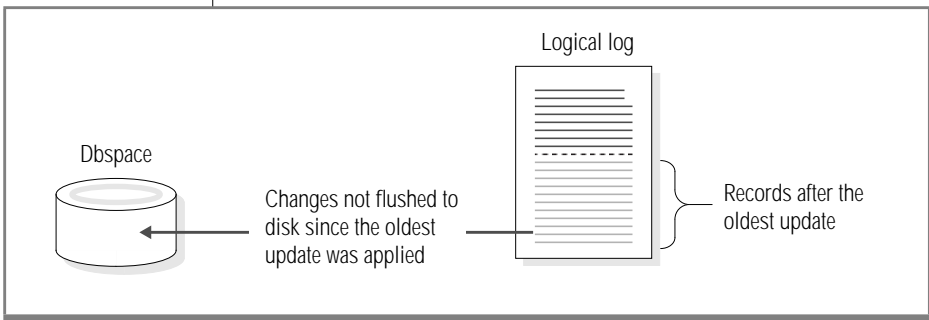 Logical log
Dbspace
Changes not flushed to
disk since the oldest
update was applied
Records after the
oldest update